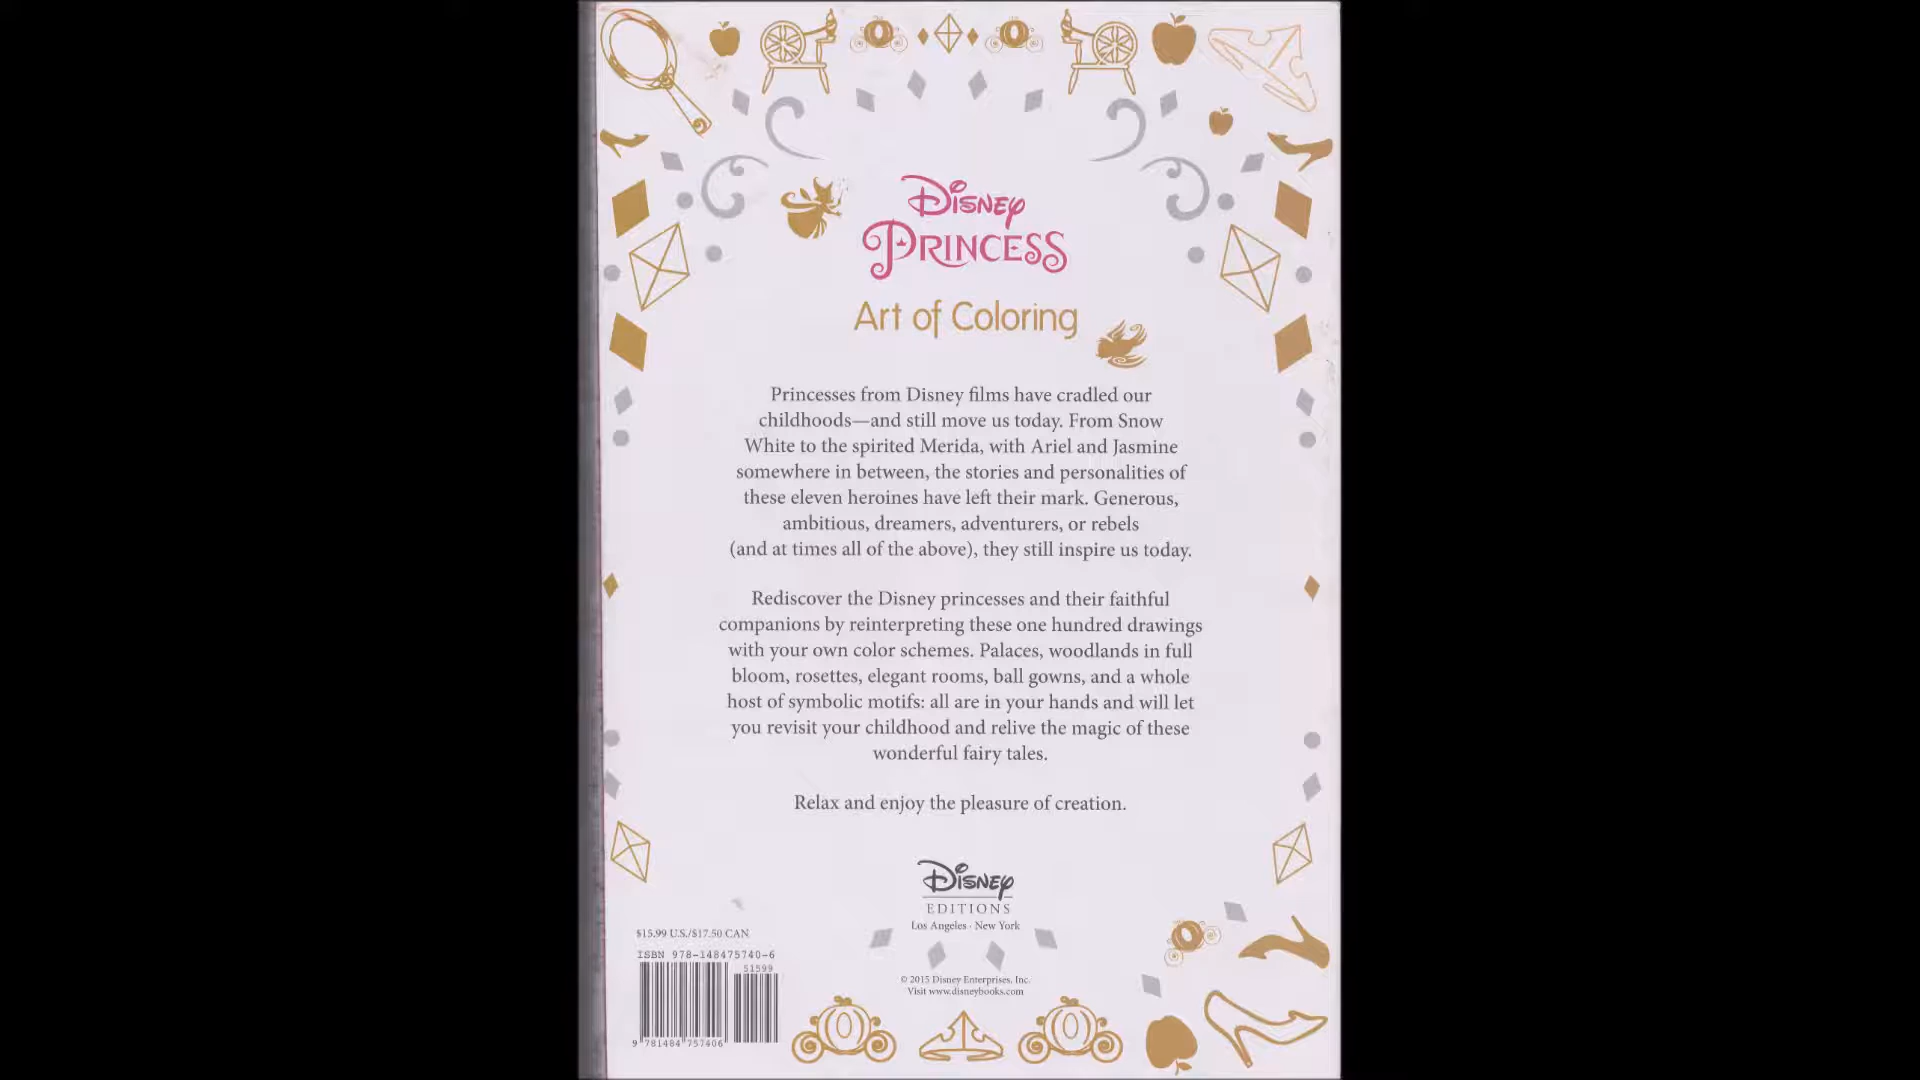 Disney
PRINCESS
Art of Coloring
Princesses from Disney films have cradled our
childhoods—and still move us today. From Snow
White to the spirited Merida, with Ariel and Jasmine
somewhere in between, the stories and personalities of
these eleven heroines have left their mark. Generous,
ambitious, dreamers, adventurers, or rebels
(and at times all of the above), they still inspire us today.
Rediscover the Disney princesses and their faithful
companions by reinterpreting these one hundred drawings
with your own color schemes. Palaces, woodlands in full
bloom, rosettes, elegant rooms, ball gowns, and a whole
host of symbolic motifs: all are in your hands and will let
you revisit your childhood and relive the magic of these
wonderful fairy tales.
Relax and enjoy the pleasure of creation.
Disney
EDITIONS
Los Angeles · New York
© 2015 Disney Enterprises, Inc.
Visit www.disneybooks.com
$15.99 U.S./$17.50 CAN
ISBN 978-148475740-6
51599
9 781484 757406